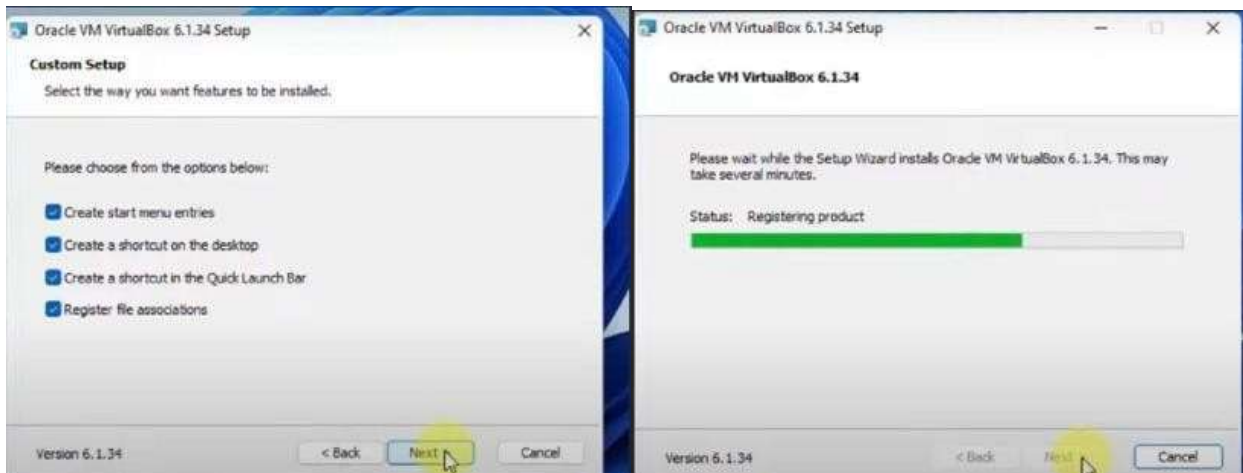 Oracle VM VirtualBox 6.1.34 Setup
Custom Setup
Select the way you want features to be installed.
Please choose from the options below:
Create start menu entries
Create a shortcut on the desktop
Create a shortcut in the Quick Launch Bar
Register file associations
Version 6.1.34
< Back
Next
Cancel
Oracle VM VirtualBox 6.1.34 Setup
Oracle VM VirtualBox 6.1.34
Please wait while the Setup Wizard installs Oracle VM VirtualBox 6.1.34. This may
take several minutes.
Status: Registering product
Version 6.1.34
< Back
Next
Cancel